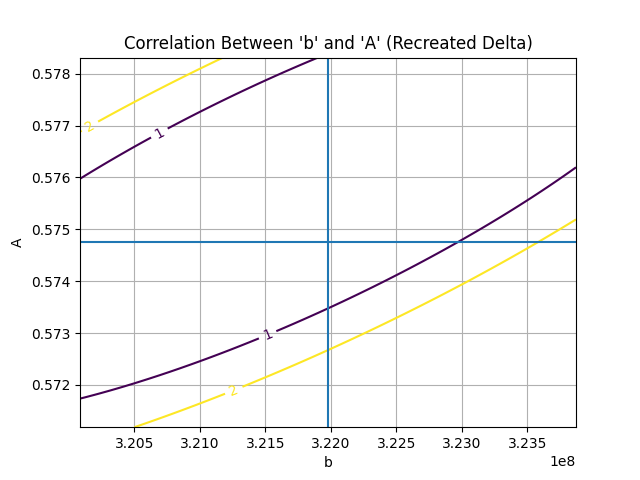 Correlation Between 'b' and 'A' (Recreated Delta)
0.578
0.577
0.576
0.575
0.574
0.573
0.572
A
2
1
1
2
3.205 3.210 3.215 3.220 3.225 3.230 3.235
1e8
b